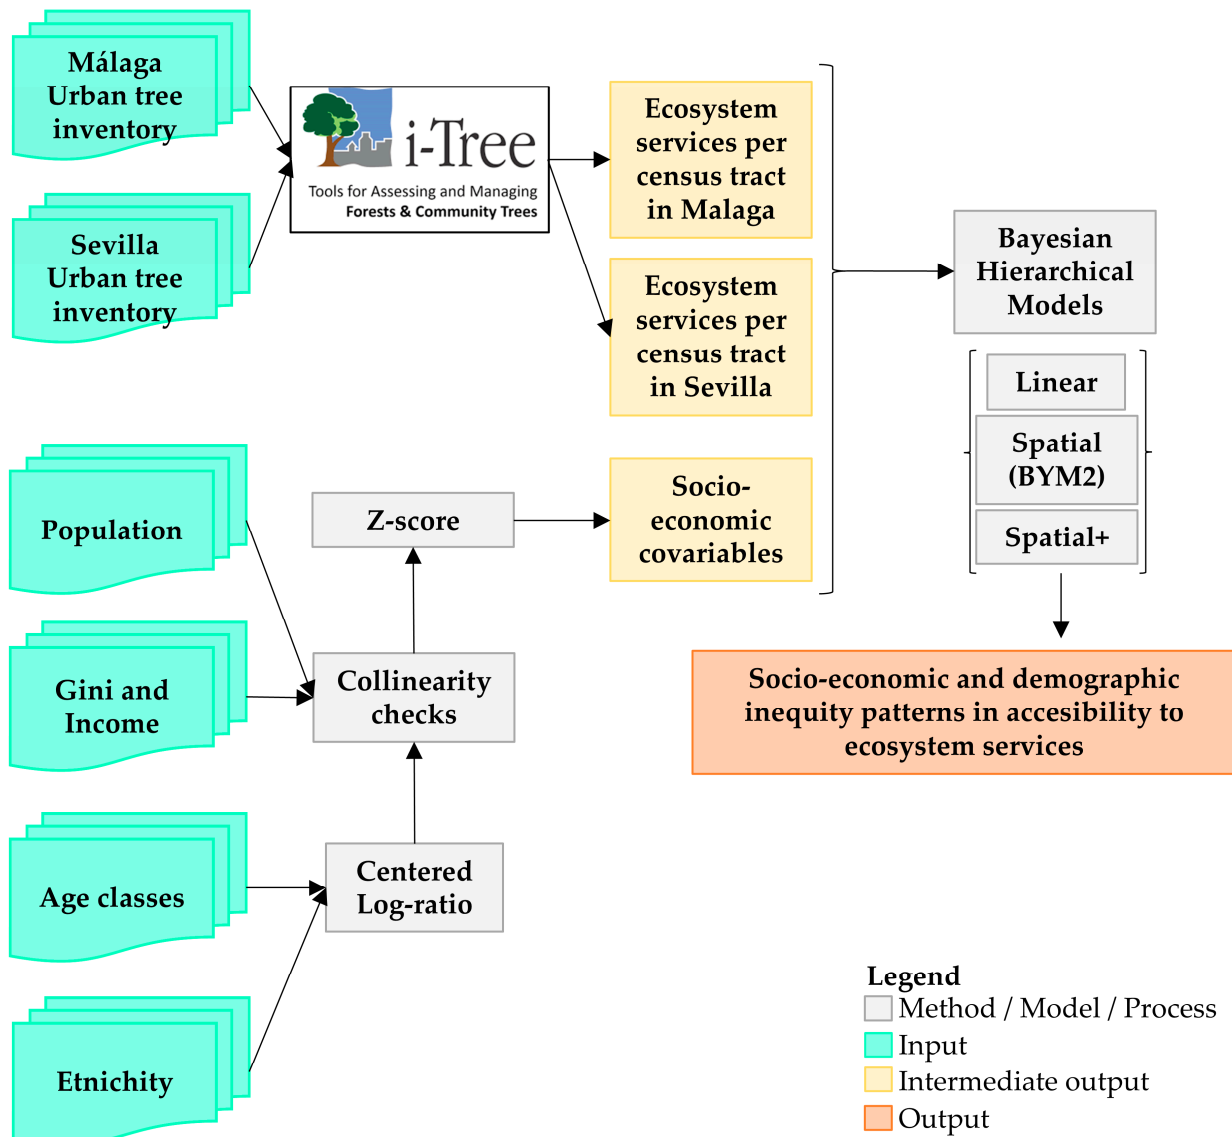 Málaga
Urban tree
inventory
Sevilla
Urban tree
inventory
i-Tree
Tools for Assessing and Managing
Forests & Community Trees
Ecosystem
services per
census tract
in Malaga
Ecosystem
services per
census tract
in Sevilla
Bayesian
Hierarchical
Models
Linear
Spatial
(BYM2)
Spatial+
Population
Z-score
Socio-
economic
covariables
Gini and
Income
Collinearity
checks
Socio-economic and demographic
inequity patterns in accesibility to
ecosystem services
Age classes
Centered
Log-ratio
Etnichity
Legend
Method / Model / Process
Input
Intermediate output
Output